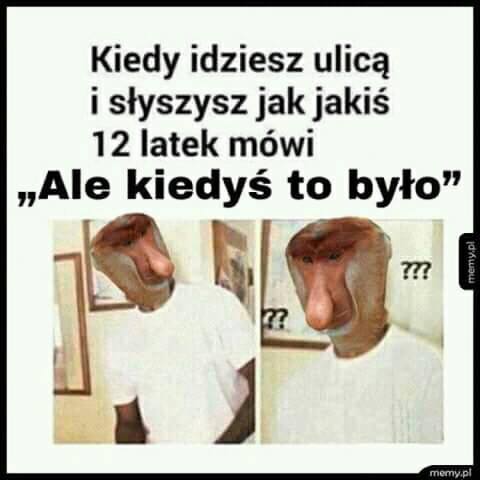 Kiedy idziesz ulicą
i słyszysz jak jakiś
12 latek mówi
„Ale kiedyś to było”
???
??
memy.pl
memy.pl